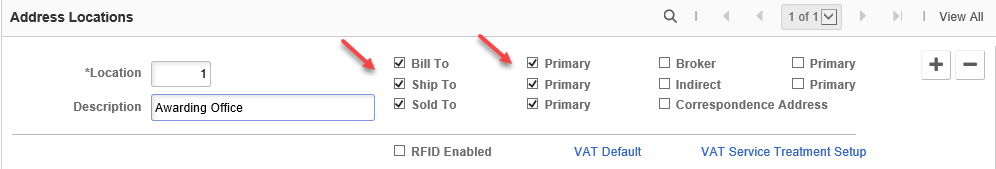 Address Locations
1 of 1
View All
Bill To Primary Broker Primary
*Location 1
Ship To Primary Indirect Primary
Description Awarding Office
Sold To Primary Correspondence Address
RFID Enabled VAT Default VAT Service Treatment Setup